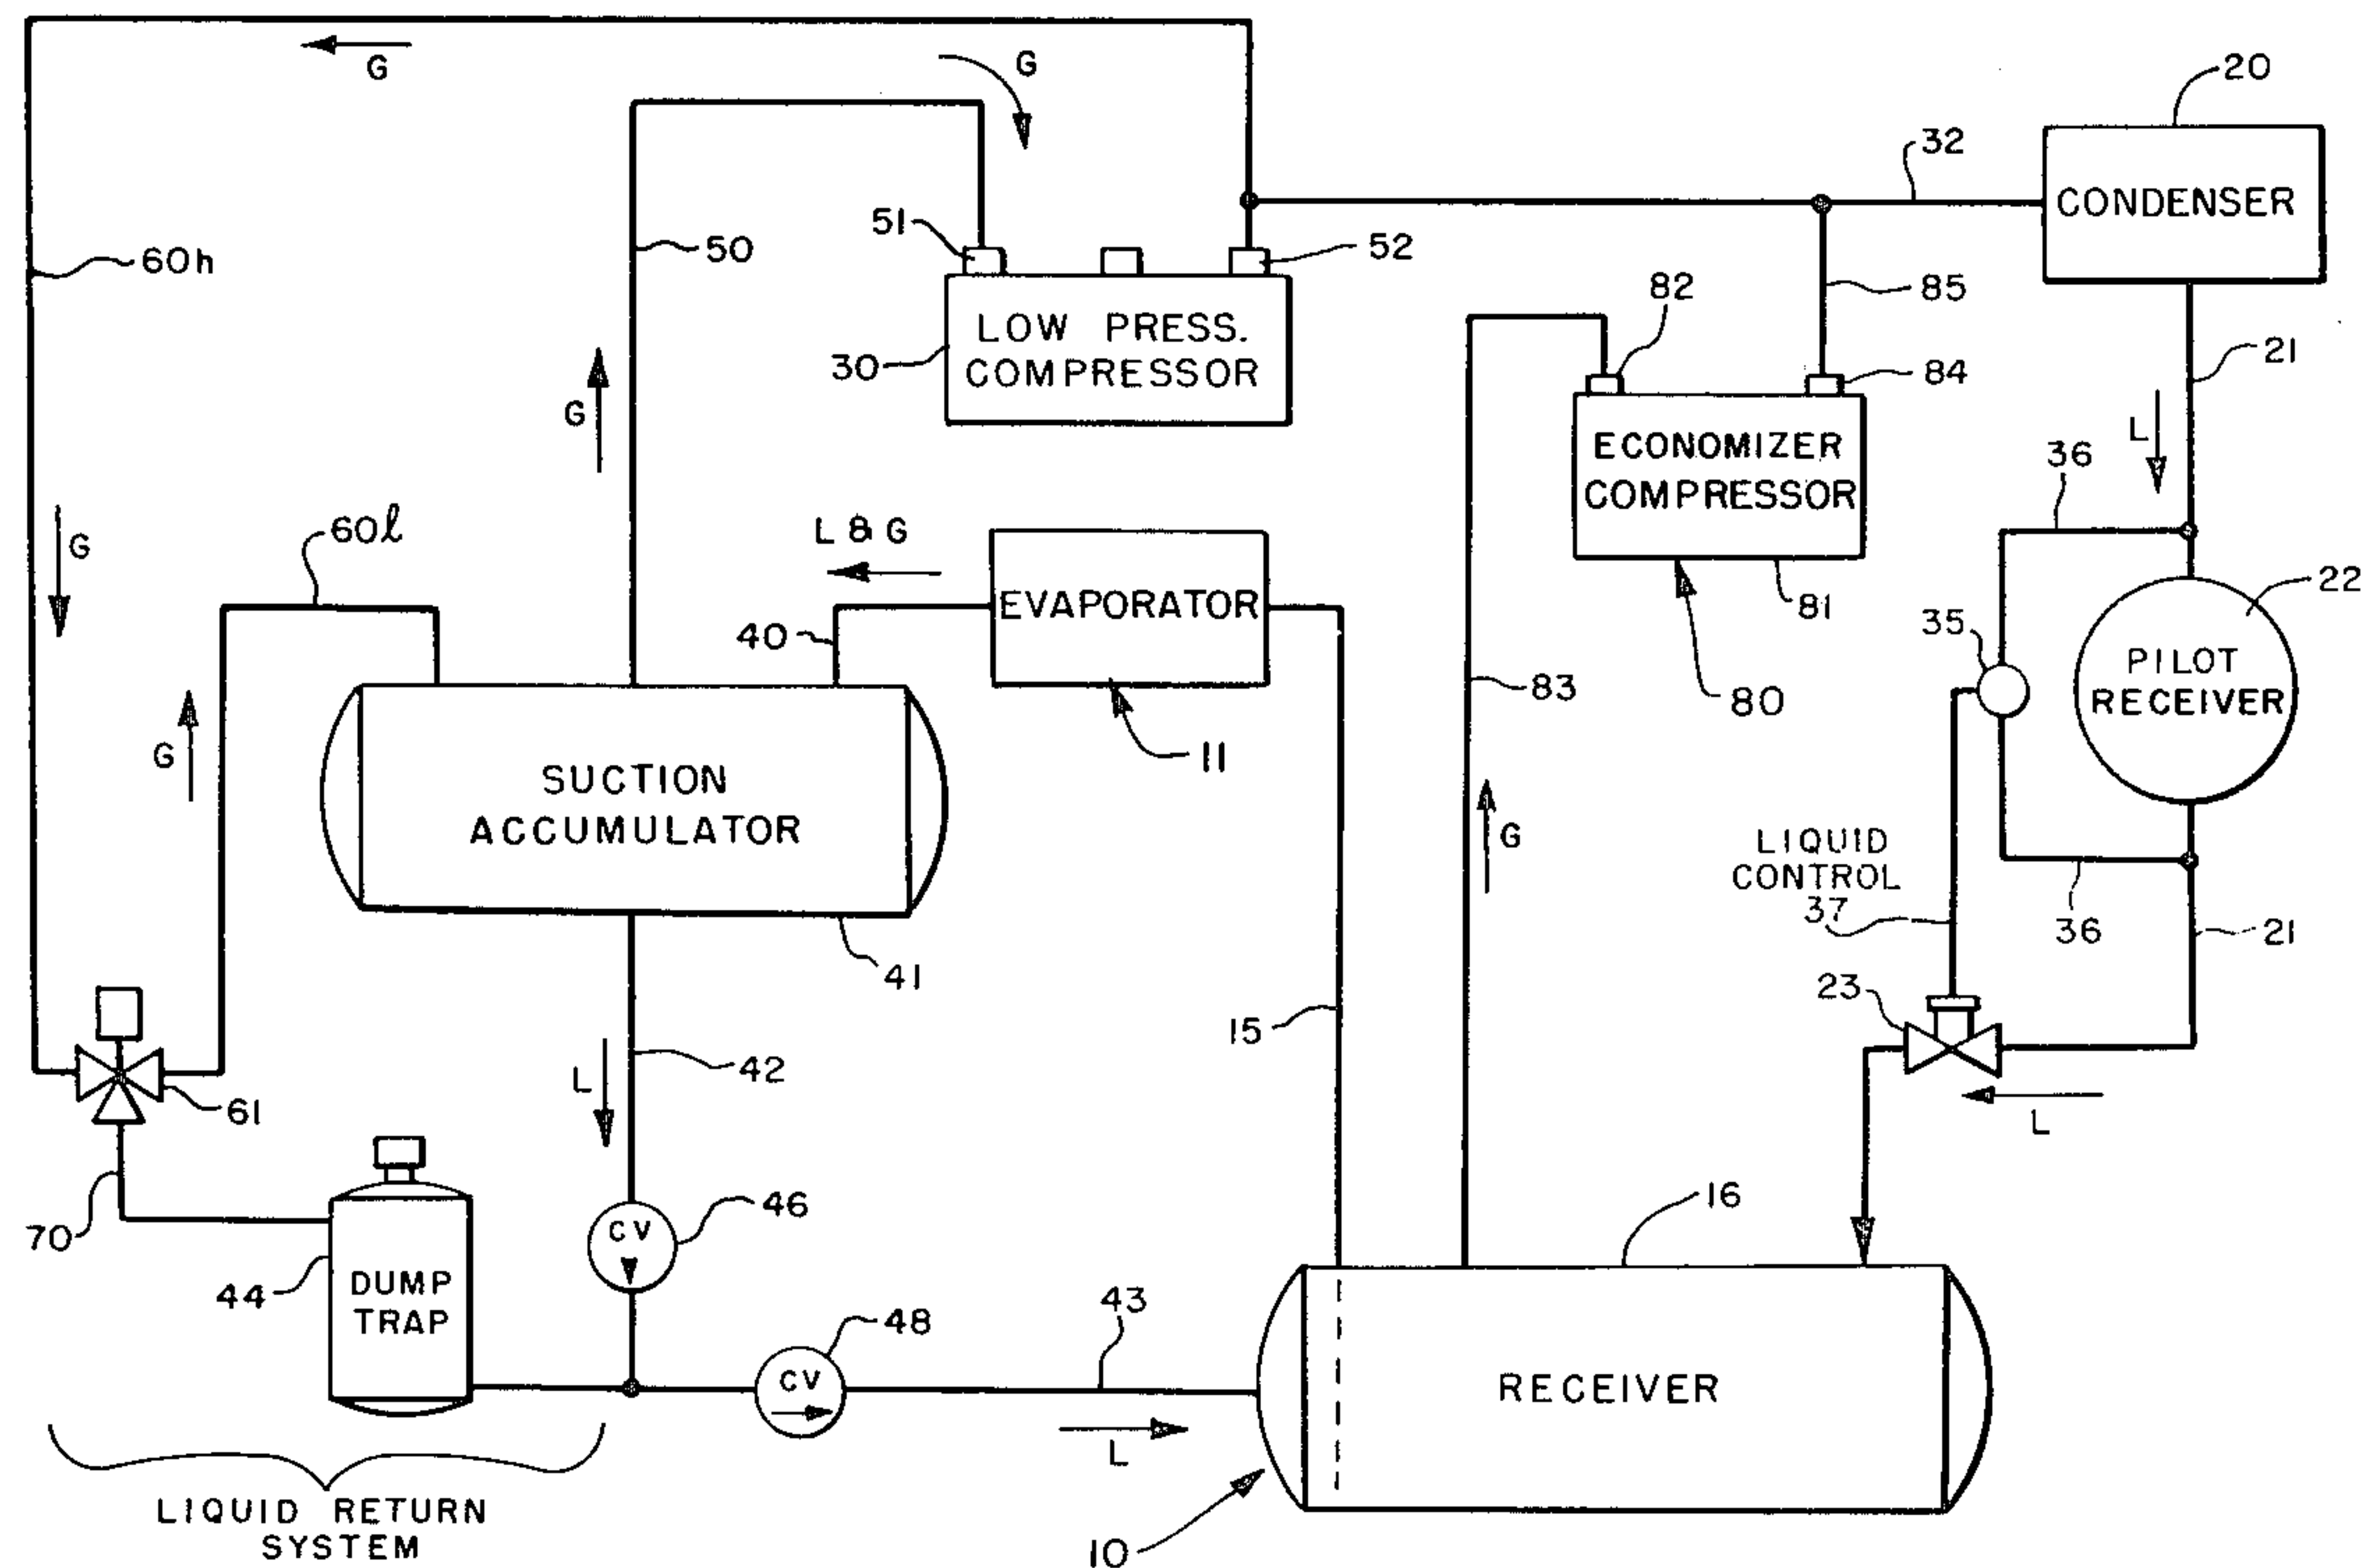 G
G
20
32
CONDENSER
51
52
60h
50
85
82
LOW PRESS.
COMPRESSOR
30
84
21
G
L
ECONOMIZER
COMPRESSOR
36
60l
L & G
G
EVAPORATOR
22
81
35
40
PILOT
RECEIVER
83
80
G
11
SUCTION
ACCUMULATOR
G
LIQUID
CONTROL
37
36
21
41
23
15
42
L
61
L
16
46
CV
70
44
DUMP
TRAP
43
48
CV
RECEIVER
L
LIQUID RETURN
SYSTEM
10